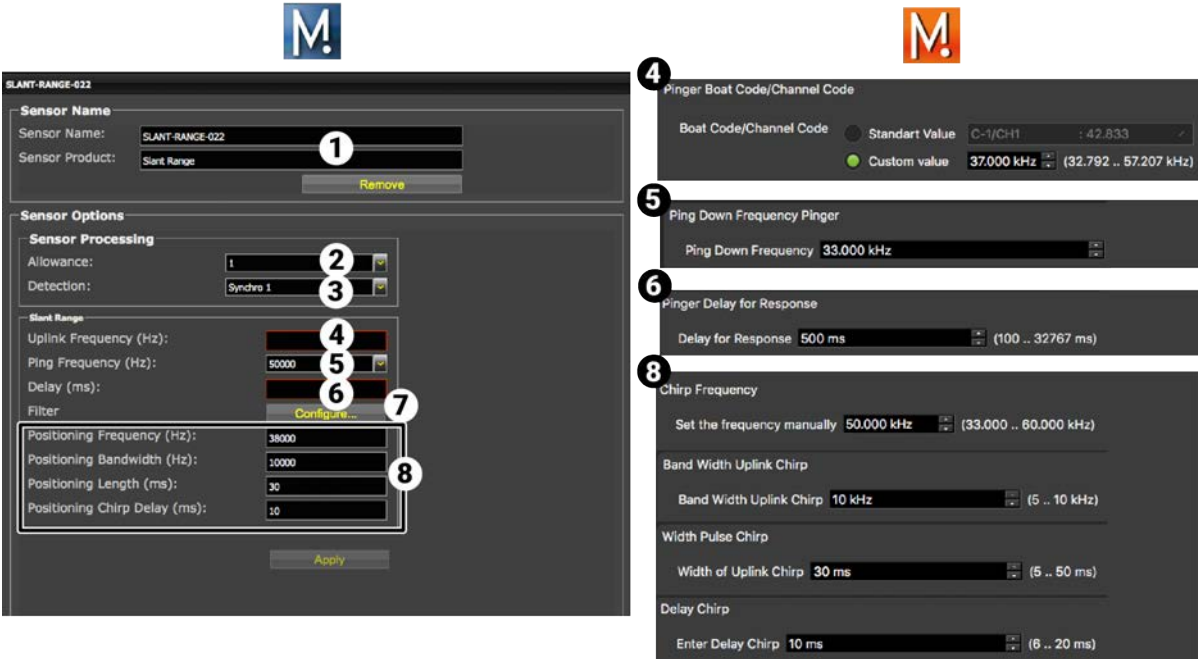 M.
M.
SLANT-RANGE-022
Sensor Name
Sensor Name: SLANT-RANGE-022
Sensor Product: Slant Range
1
Remove
Sensor Options
Sensor Processing
Allowance: 1 2
Detection: Synchro 1 3
Slant Range
Uplink Frequency (Hz): 4
Ping Frequency (Hz): 50000 5
Delay (ms): 6
Filter Configure... 7
Positioning Frequency (Hz): 38000
Positioning Bandwidth (Hz): 10000
Positioning Length (ms): 30
Positioning Chirp Delay (ms): 10
8
Apply
4
Pinger Boat Code/Channel Code
Boat Code/Channel Code Standart Value C-1/CH1 : 42.833
Custom value 37.000 kHz (32.792 .. 57.207 kHz)
5
Ping Down Frequency Pinger
Ping Down Frequency 33.000 kHz
6
Pinger Delay for Response
Delay for Response 500 ms (100 .. 32767 ms)
8
Chirp Frequency
Set the frequency manually 50.000 kHz (33.000 .. 60.000 kHz)
Band Width Uplink Chirp
Band Width Uplink Chirp 10 kHz (5 .. 10 kHz)
Width Pulse Chirp
Width of Uplink Chirp 30 ms (5 .. 50 ms)
Delay Chirp
Enter Delay Chirp 10 ms (6 .. 20 ms)